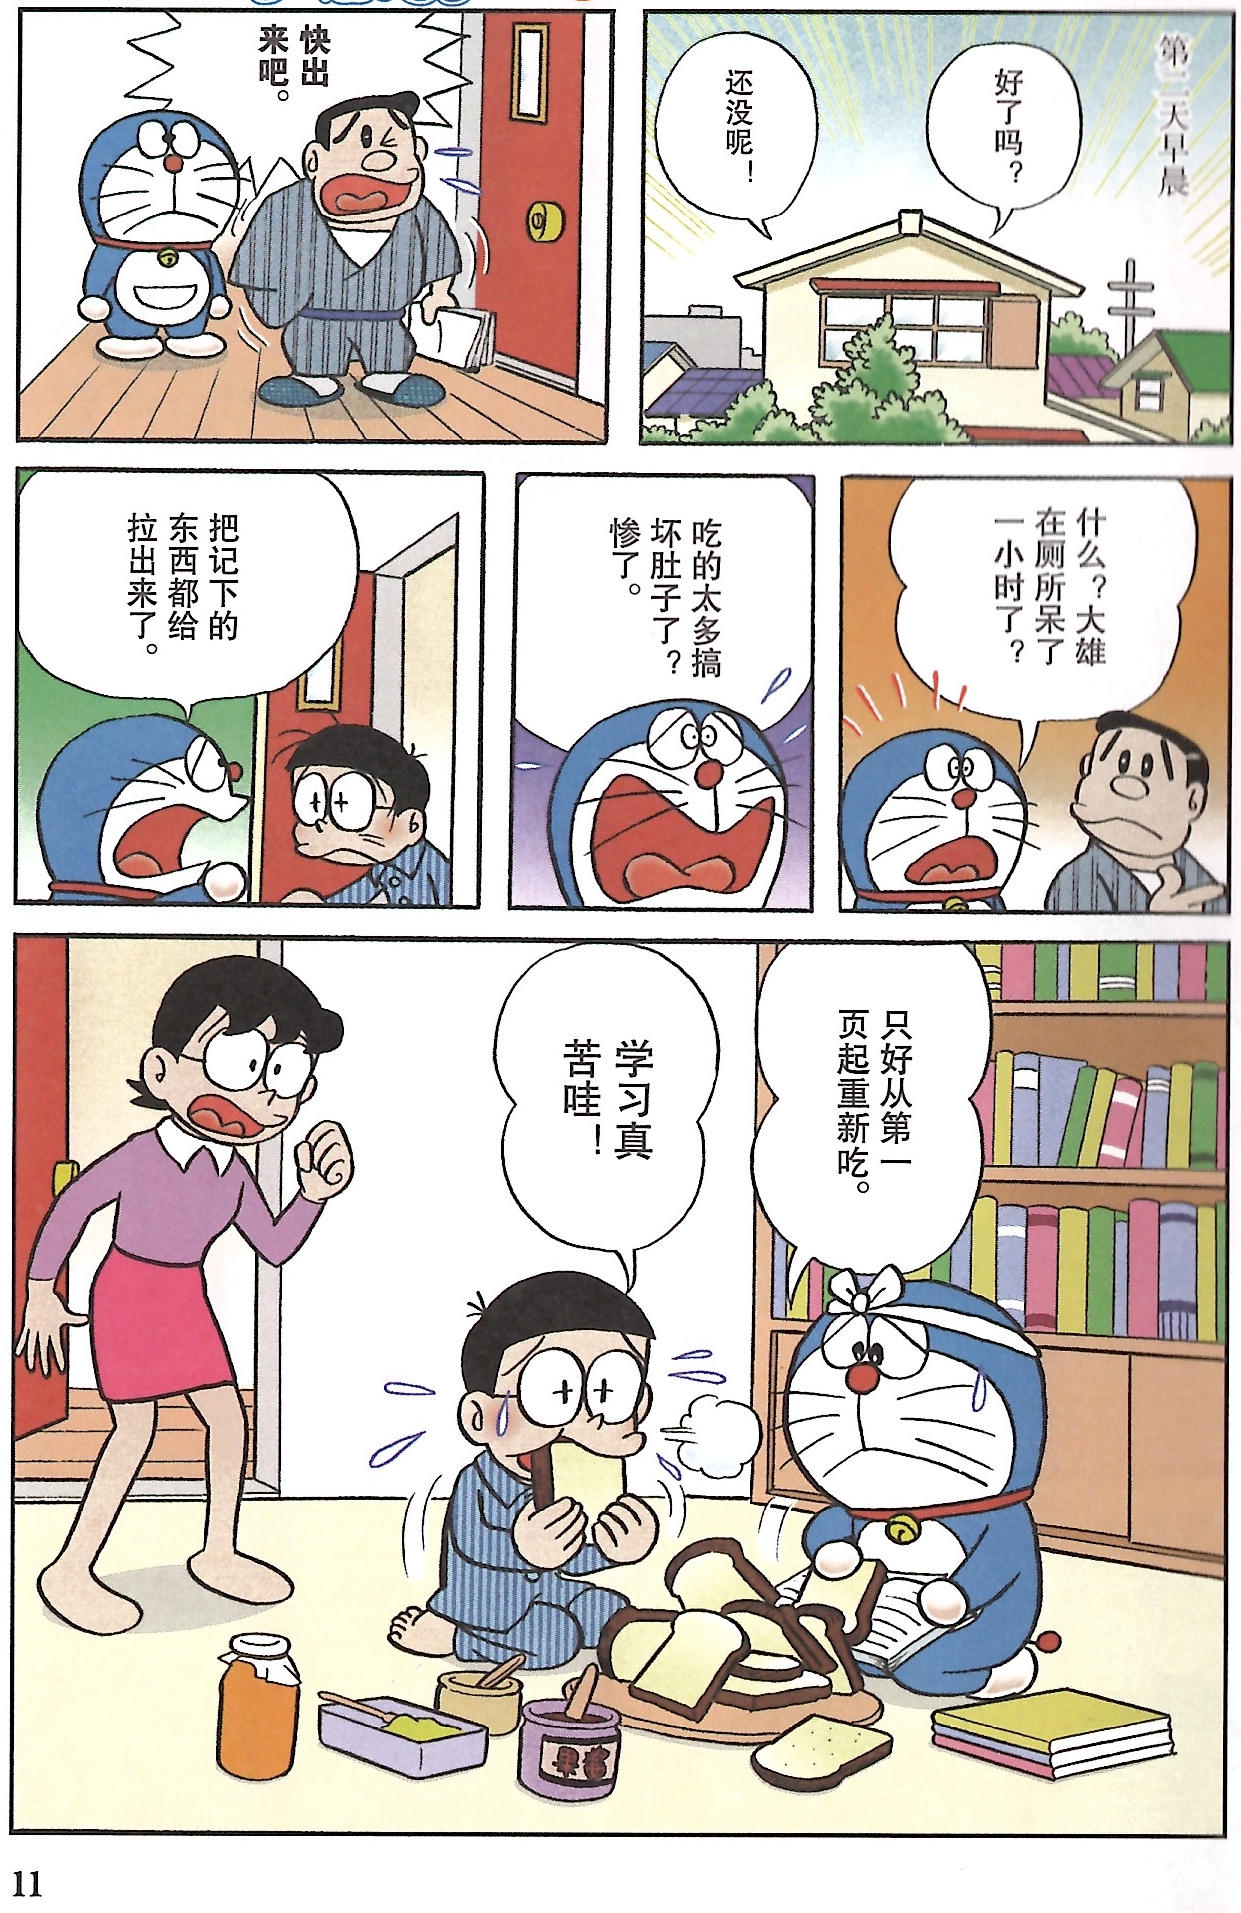 第二天早晨
好了吗？
还没呢！
快出
来吧。
什么？大雄
在厕所呆了
一小时了？
吃的太多搞
坏肚子了？
惨了。
把记下的
东西都给
拉出来了。
只好从第一
页起重新吃。
学习真
苦哇！
果酱
11